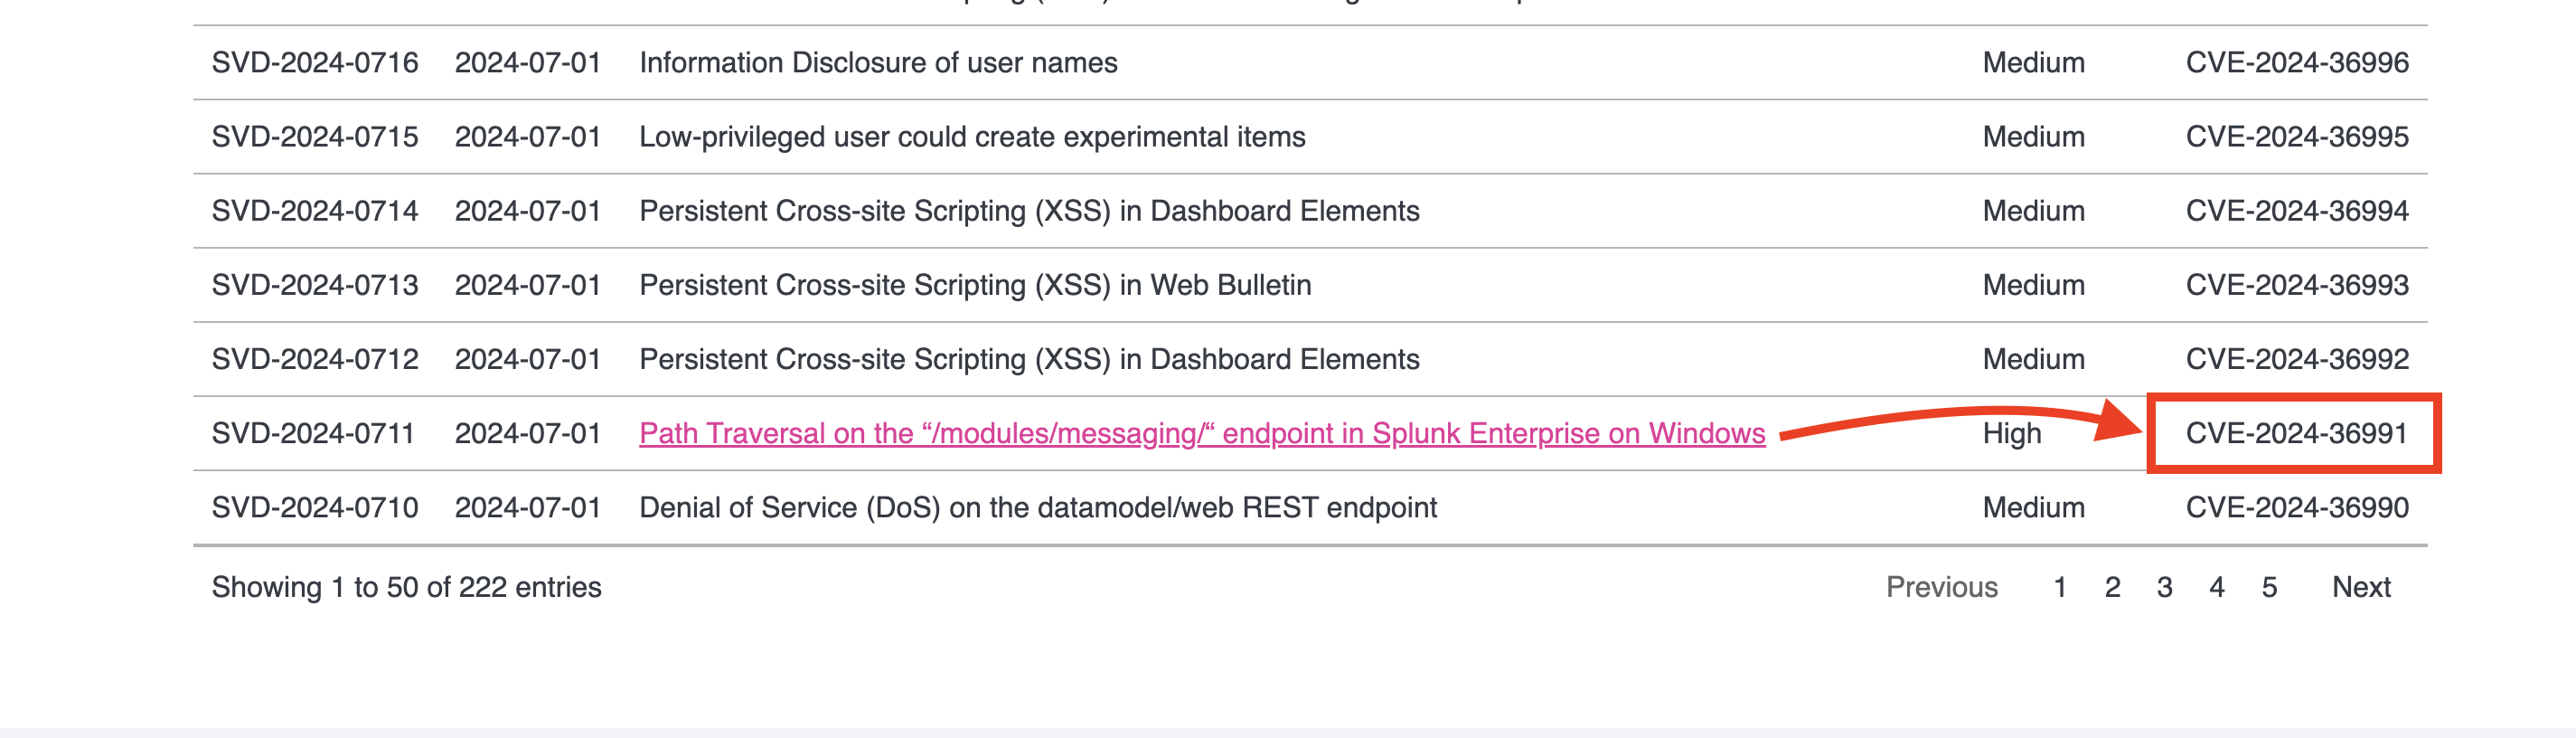 SVD-2024-0716 2024-07-01 Information Disclosure of user names Medium CVE-2024-36996
SVD-2024-0715 2024-07-01 Low-privileged user could create experimental items Medium CVE-2024-36995
SVD-2024-0714 2024-07-01 Persistent Cross-site Scripting (XSS) in Dashboard Elements Medium CVE-2024-36994
SVD-2024-0713 2024-07-01 Persistent Cross-site Scripting (XSS) in Web Bulletin Medium CVE-2024-36993
SVD-2024-0712 2024-07-01 Persistent Cross-site Scripting (XSS) in Dashboard Elements Medium CVE-2024-36992
SVD-2024-0711 2024-07-01 Path Traversal on the “/modules/messaging/“ endpoint in Splunk Enterprise on Windows High CVE-2024-36991
SVD-2024-0710 2024-07-01 Denial of Service (DoS) on the datamodel/web REST endpoint Medium CVE-2024-36990
Showing 1 to 50 of 222 entries Previous 1 2 3 4 5 Next